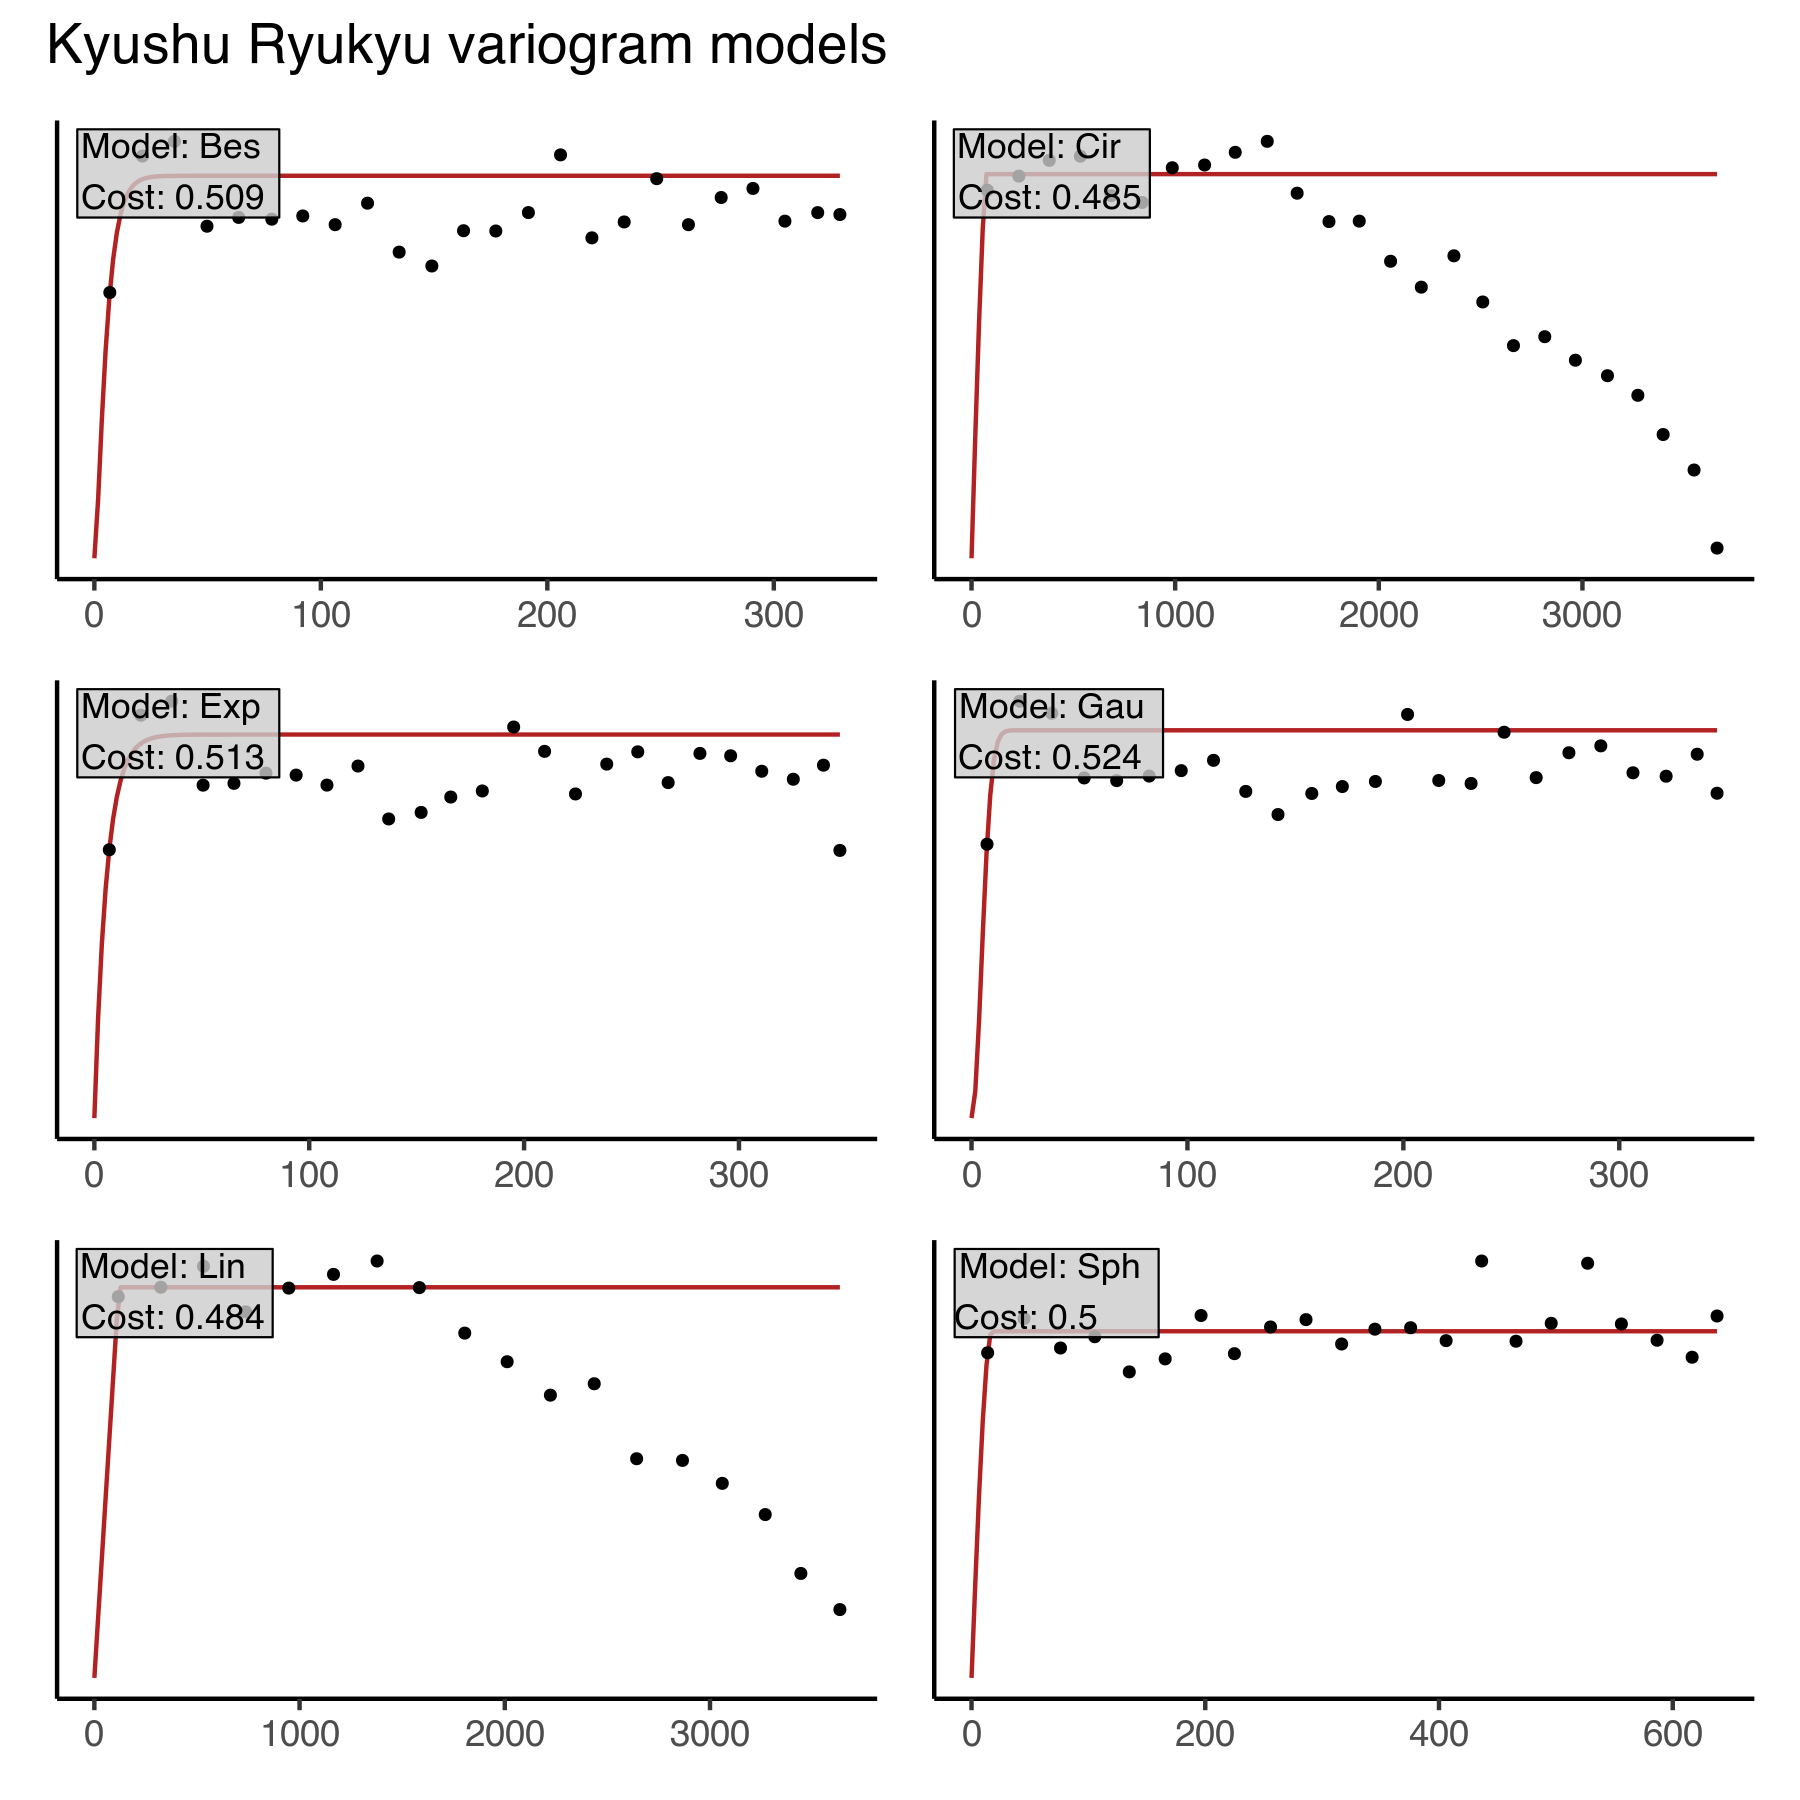 Kyushu Ryukyu variogram models
Model: Bes
Cost: 0.509
0 100 200 300
Model: Cir
Cost: 0.485
0 1000 2000 3000
Model: Exp
Cost: 0.513
0 100 200 300
Model: Gau
Cost: 0.524
0 100 200 300
Model: Lin
Cost: 0.484
0 1000 2000 3000
Model: Sph
Cost: 0.5
0 200 400 600